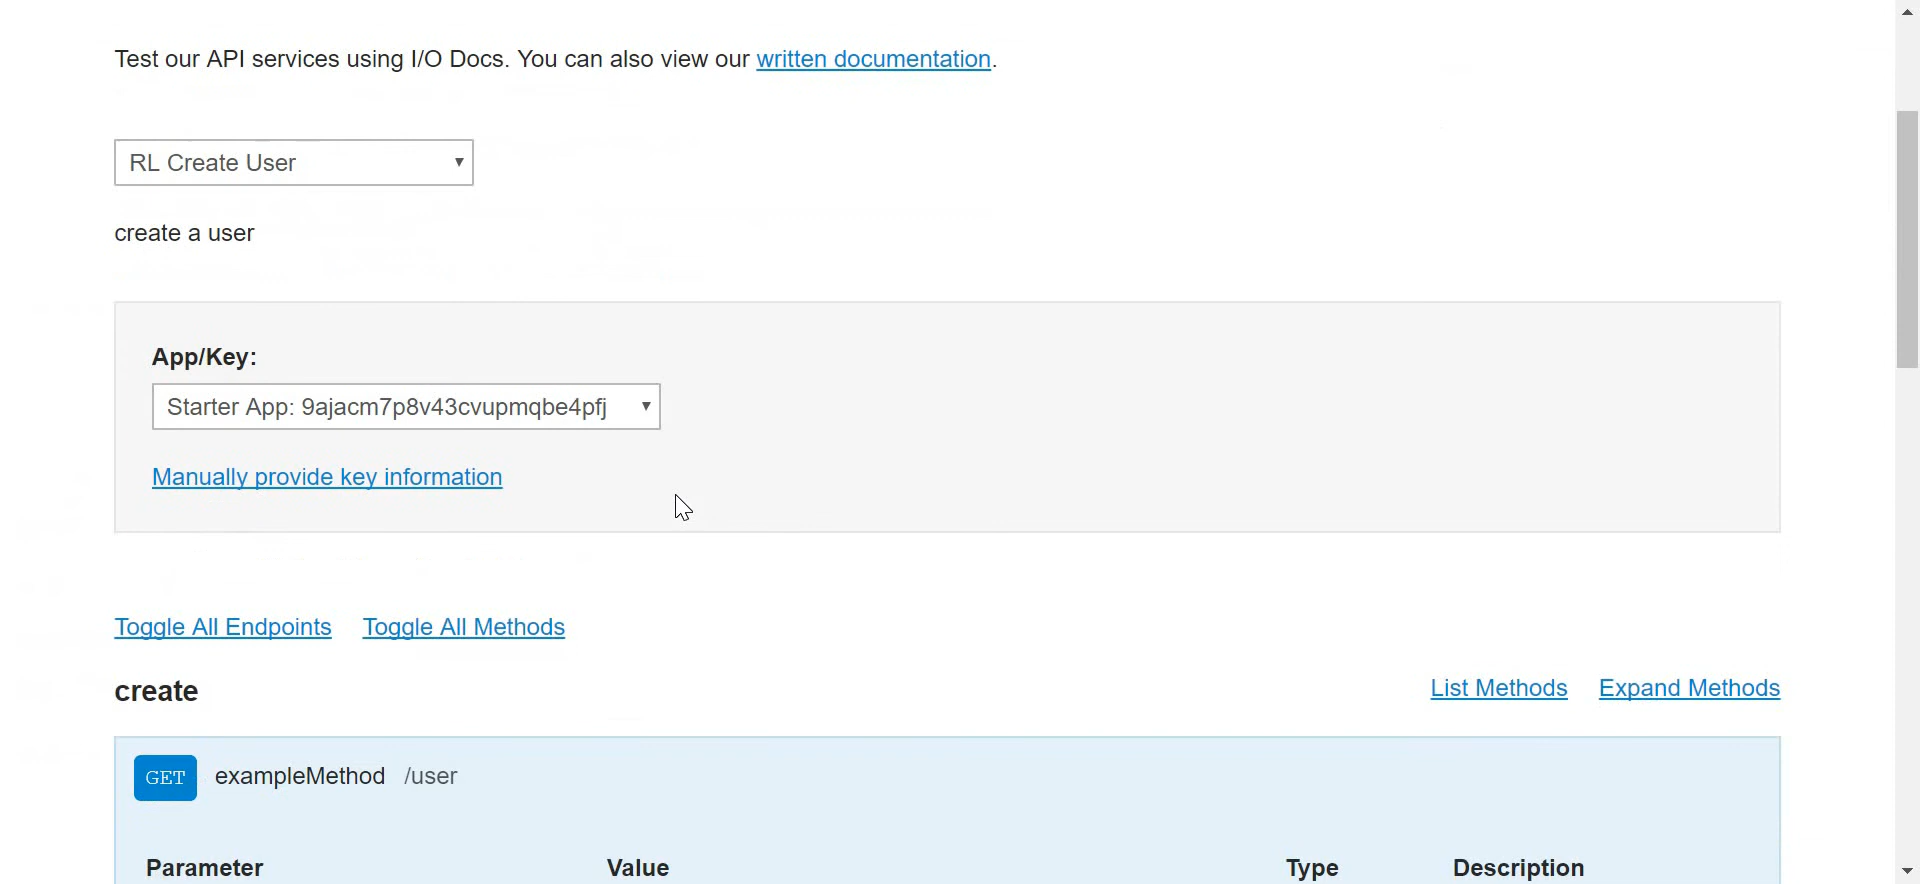 Test our API services using I/O Docs. You can also view our written documentation.
RL Create User
create a user
App/Key:
Starter App: 9ajacm7p8v43cvupmqbe4pfj
Manually provide key information
Toggle All Endpoints Toggle All Methods
create List Methods Expand Methods
GET exampleMethod /user
Parameter Value Type Description